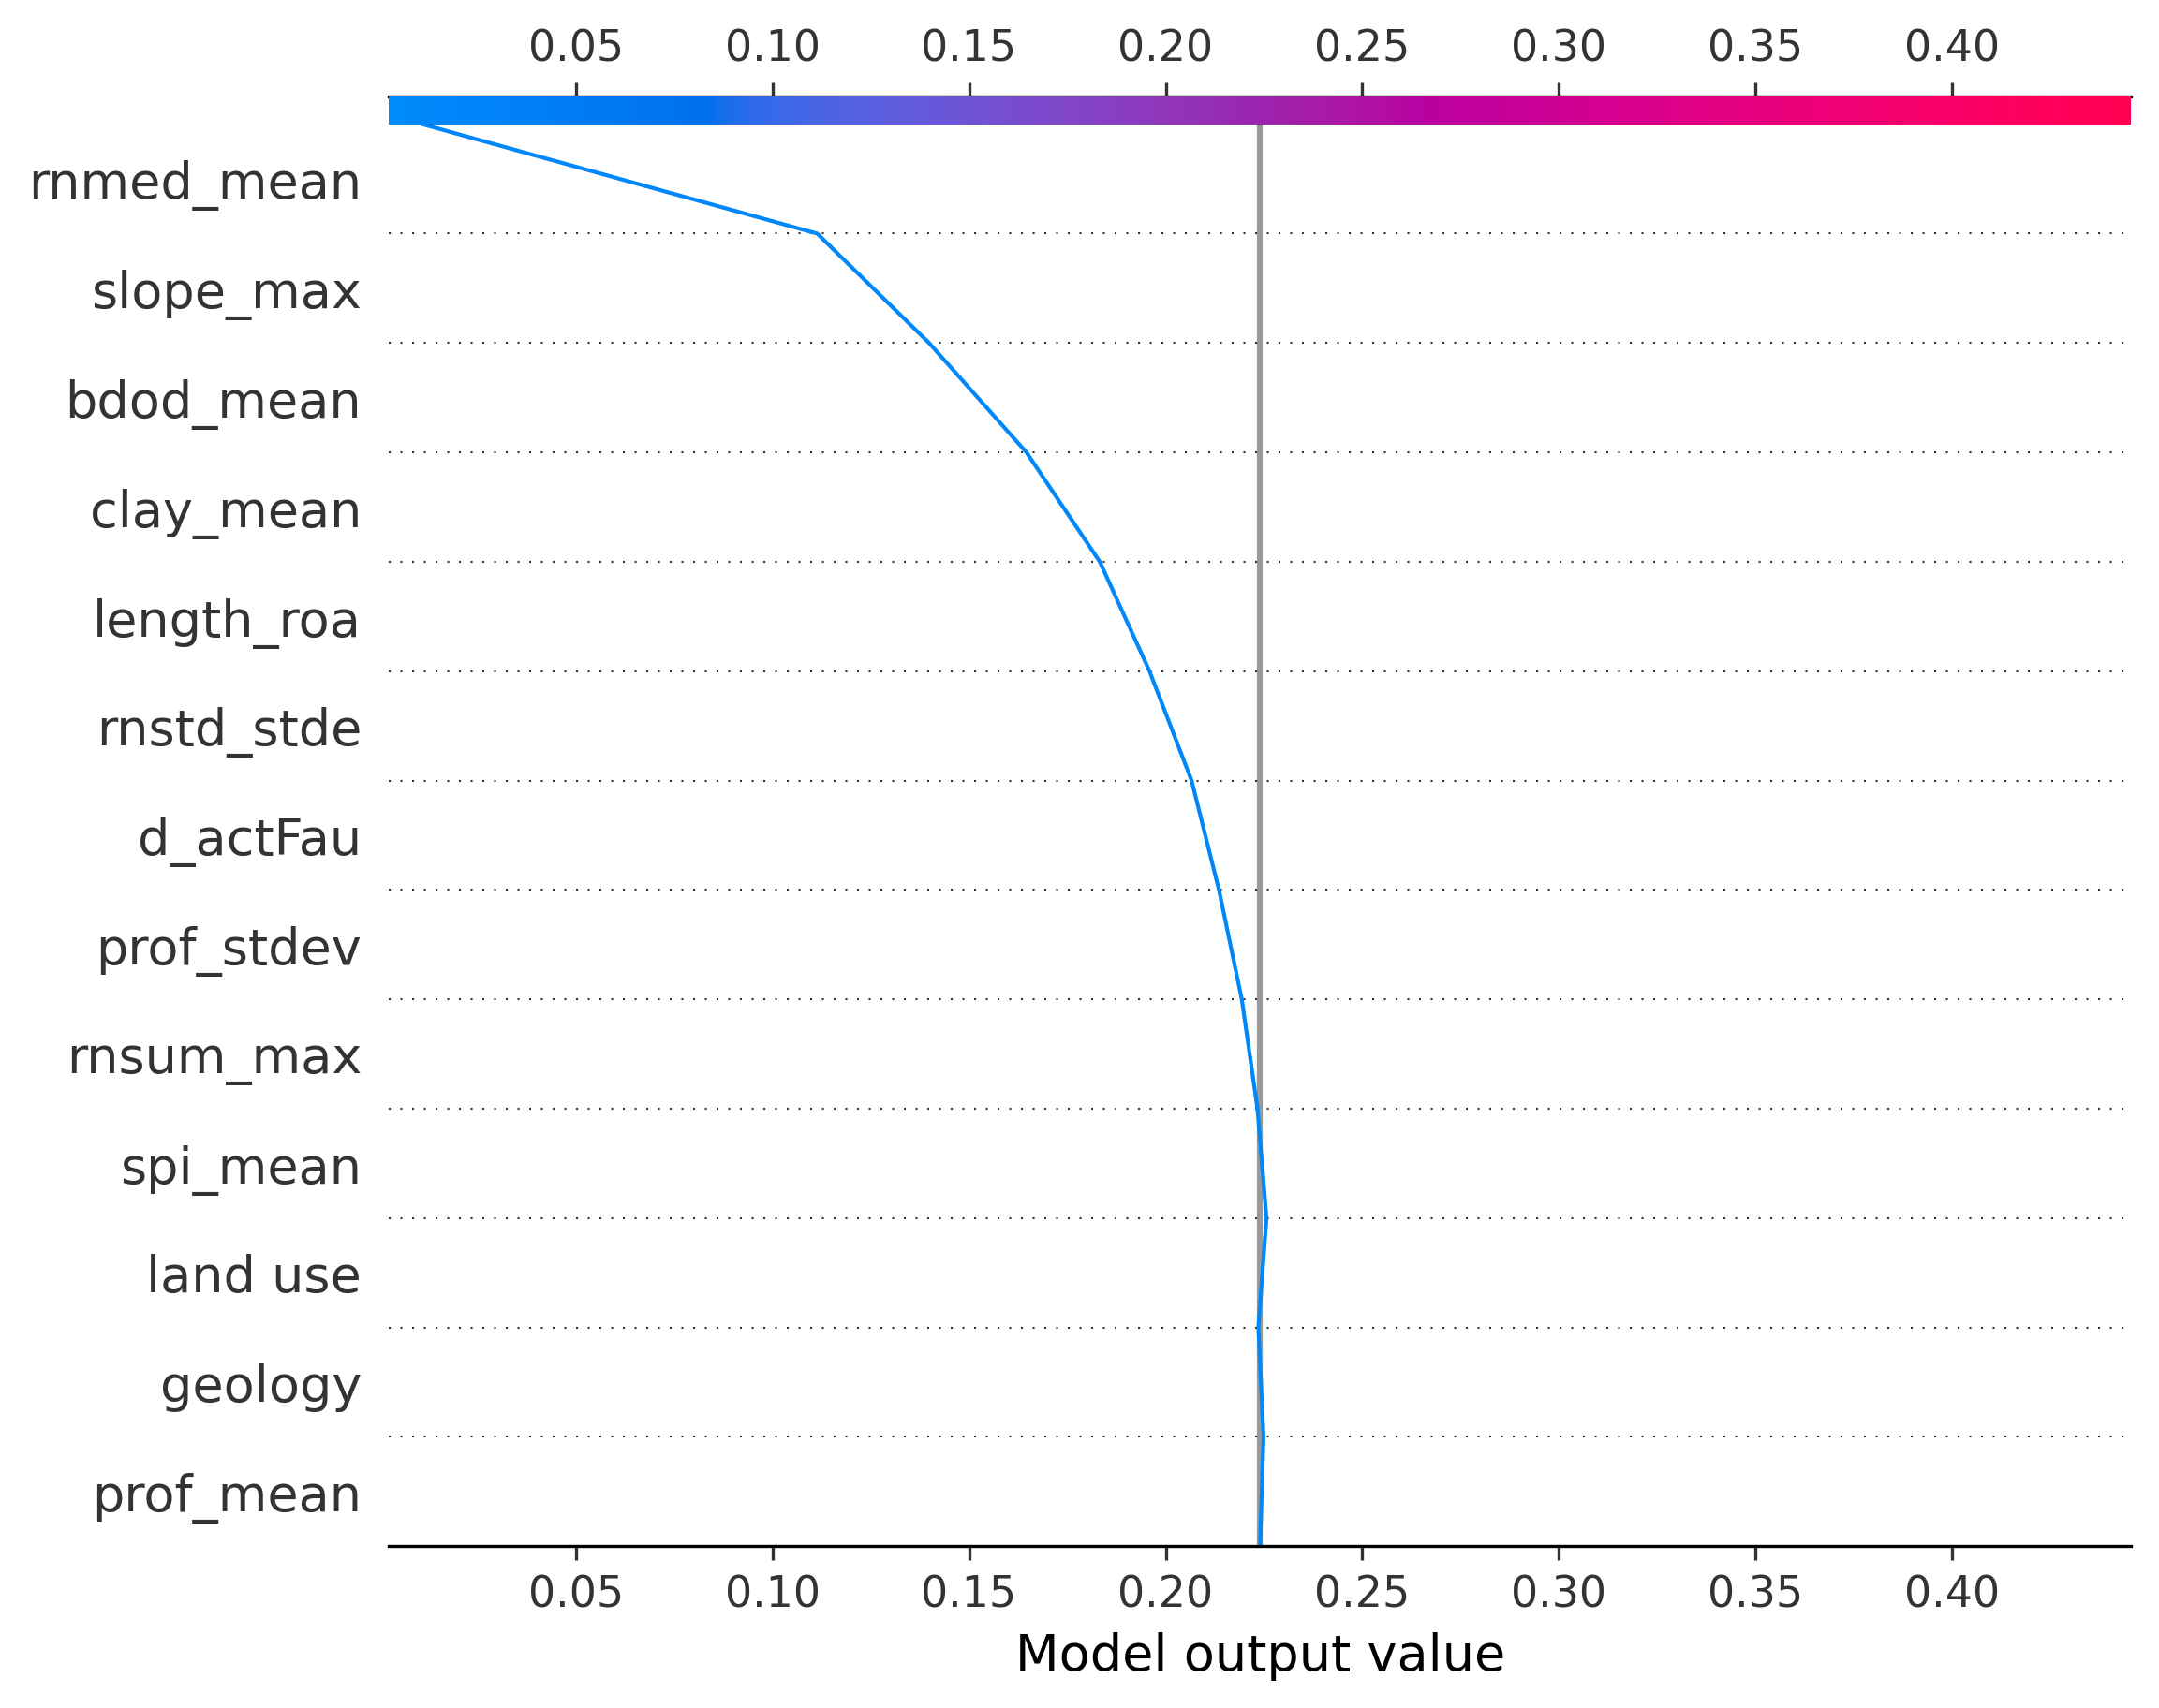 0.05 0.10 0.15 0.20 0.25 0.30 0.35 0.40
rnmed_mean
slope_max
bdod_mean
clay_mean
length_roa
rnstd_stde
d_actFau
prof_stdev
rnsum_max
spi_mean
land use
geology
prof_mean
0.05 0.10 0.15 0.20 0.25 0.30 0.35 0.40
Model output value